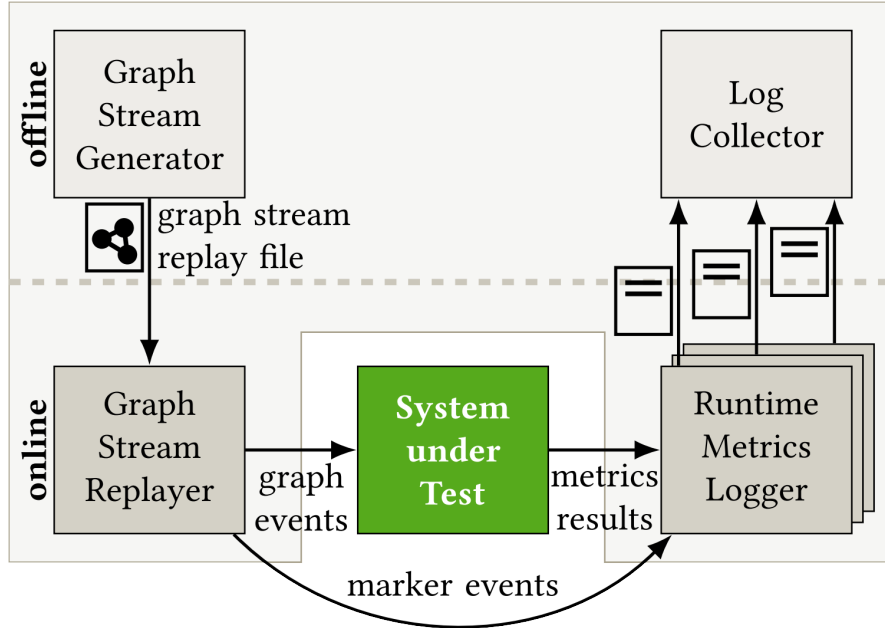 offline
Graph
Stream
Generator
Log
Collector
graph stream
replay file
online
Graph
Stream
Replayer
graph
events
System
under
Test
metrics
results
Runtime
Metrics
Logger
marker events